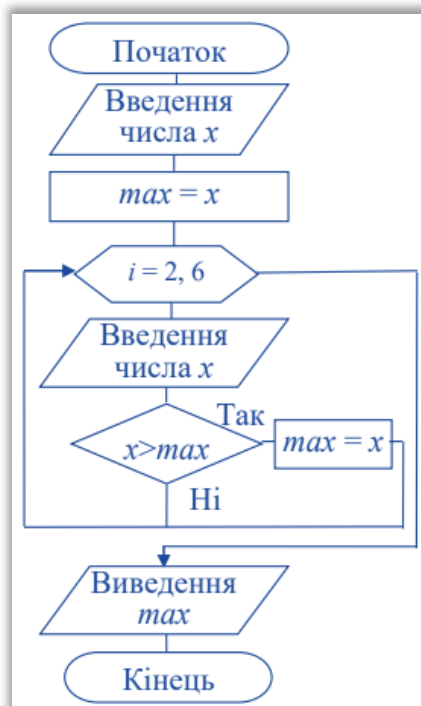 Початок
Введення
числа x
max = x
i = 2, 6
Введення
числа x
Так
x>max
max = x
Ні
Виведення
max
Кінець